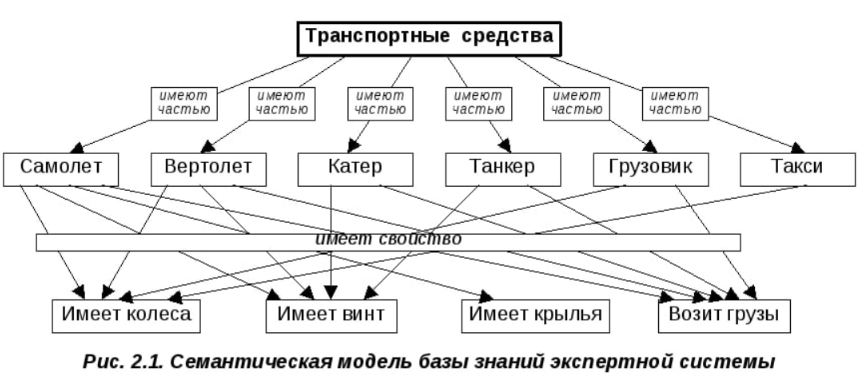 Транспортные средства
имеют имеют имеют имеют имеют имеют
частью частью частью частью частью частью
Самолет Вертолет Катер Танкер Грузовик Такси
имеет свойство
Имеет колеса Имеет винт Имеет крылья Возит грузы
Рис. 2.1. Семантическая модель базы знаний экспертной системы